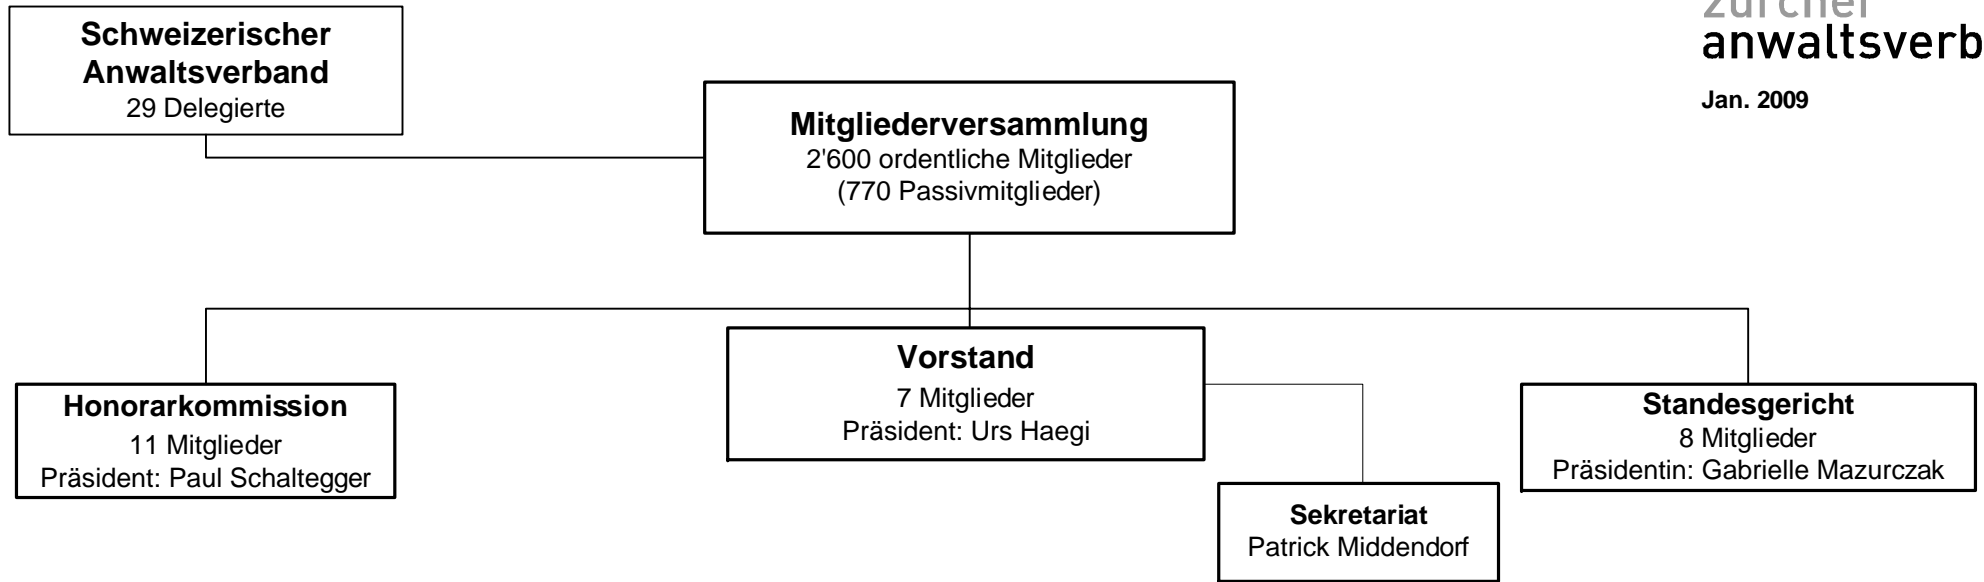 Schweizerischer
Anwaltsverband
29 Delegierte
zürcher
anwaltsverb
Jan. 2009
Mitgliederversammlung
2'600 ordentliche Mitglieder
(770 Passivmitglieder)
Honorarkommission
11 Mitglieder
Präsident: Paul Schaltegger
Vorstand
7 Mitglieder
Präsident: Urs Haegi
Standesgericht
8 Mitglieder
Präsidentin: Gabrielle Mazurczak
Sekretariat
Patrick Middendorf